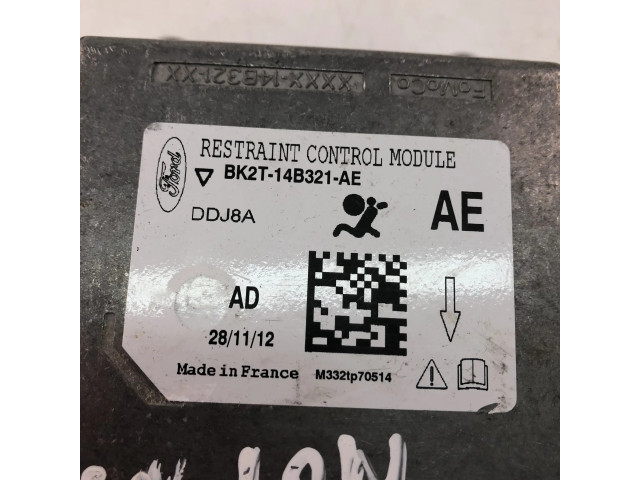 XXXX-14B321-XX FoMoCo
Ford
RESTRAINT CONTROL MODULE
BK2T-14B321-AE
DDJ8A
AE
AD
28/11/12
Made in France
M332tp70514